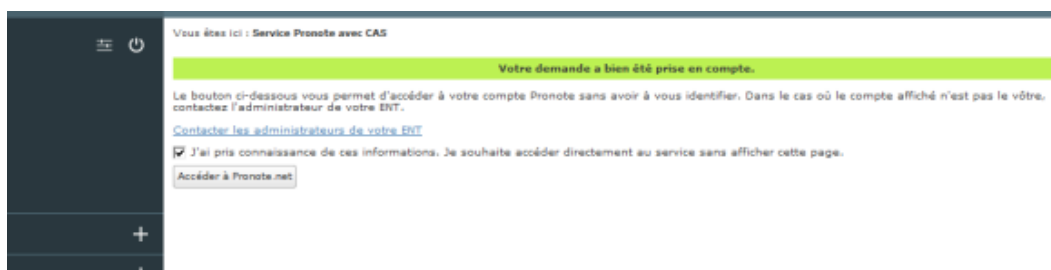 Vous êtes ici : Service Pronote avec CAS
Votre demande a bien été prise en compte.
Le bouton ci-dessous vous permet d'accéder à votre compte Pronote sans avoir à vous identifier. Dans le cas où le compte affiché n'est pas le vôtre,
contactez l'administrateur de votre ENT.
Contacter les administrateurs de votre ENT
J'ai pris connaissance de ces informations. Je souhaite accéder directement au service sans afficher cette page.
Accéder à Pronote.net